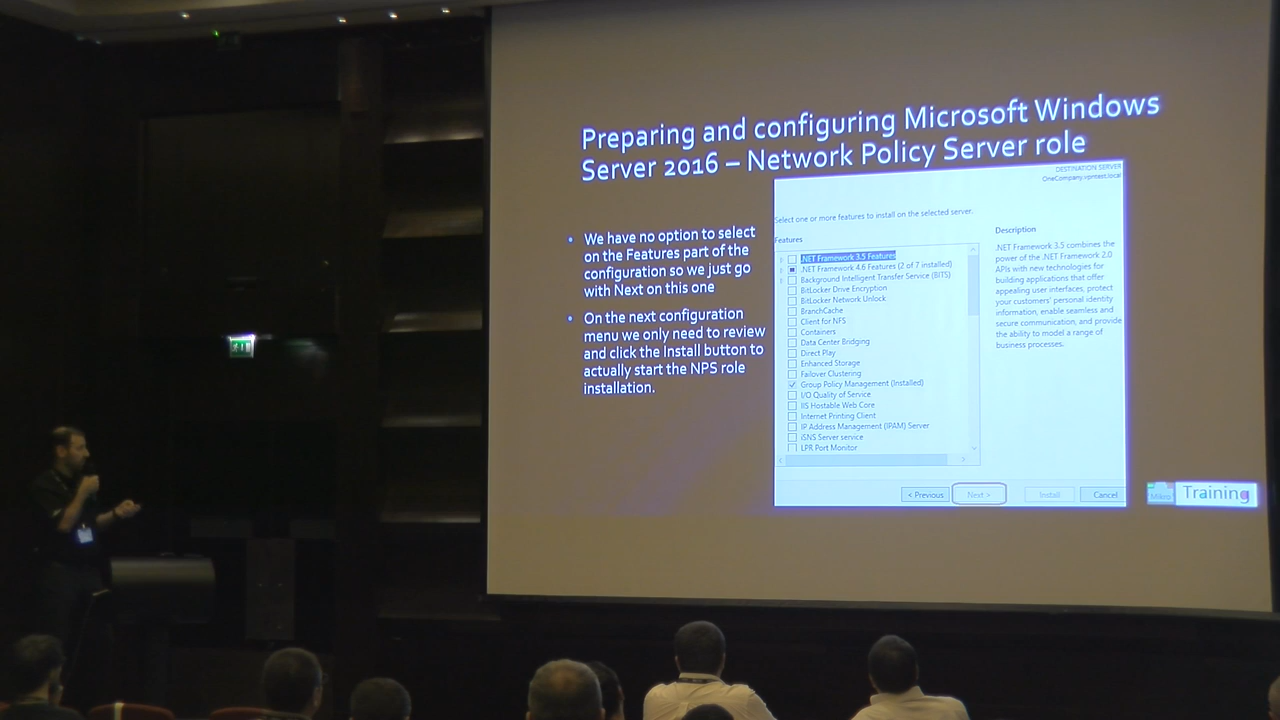 Preparing and configuring Microsoft Windows
Server 2016 – Network Policy Server role
• We have no option to select
on the Features part of the
configuration so we just go
with Next on this one
• On the next configuration
menu we only need to review
and click the Install button to
actually start the NPS role
installation.
DESTINATION SERVER
OneCompany.vpntest.local
Select one or more features to install on the selected server.
Features
.NET Framework 3.5 Features
.NET Framework 4.6 Features (2 of 7 installed)
Background Intelligent Transfer Service (BITS)
BitLocker Drive Encryption
BitLocker Network Unlock
BranchCache
Client for NFS
Containers
Data Center Bridging
Direct Play
Enhanced Storage
Failover Clustering
Group Policy Management (Installed)
I/O Quality of Service
IIS Hostable Web Core
Internet Printing Client
IP Address Management (IPAM) Server
iSNS Server service
LPR Port Monitor
Description
.NET Framework 3.5 combines the
power of the .NET Framework 2.0
APIs with new technologies for
building applications that offer
appealing user interfaces, protect
your customers' personal identity
information, enable seamless and
secure communication, and provide
the ability to model a range of
business processes.
< Previous
Next >
Install
Cancel
Mikro Training